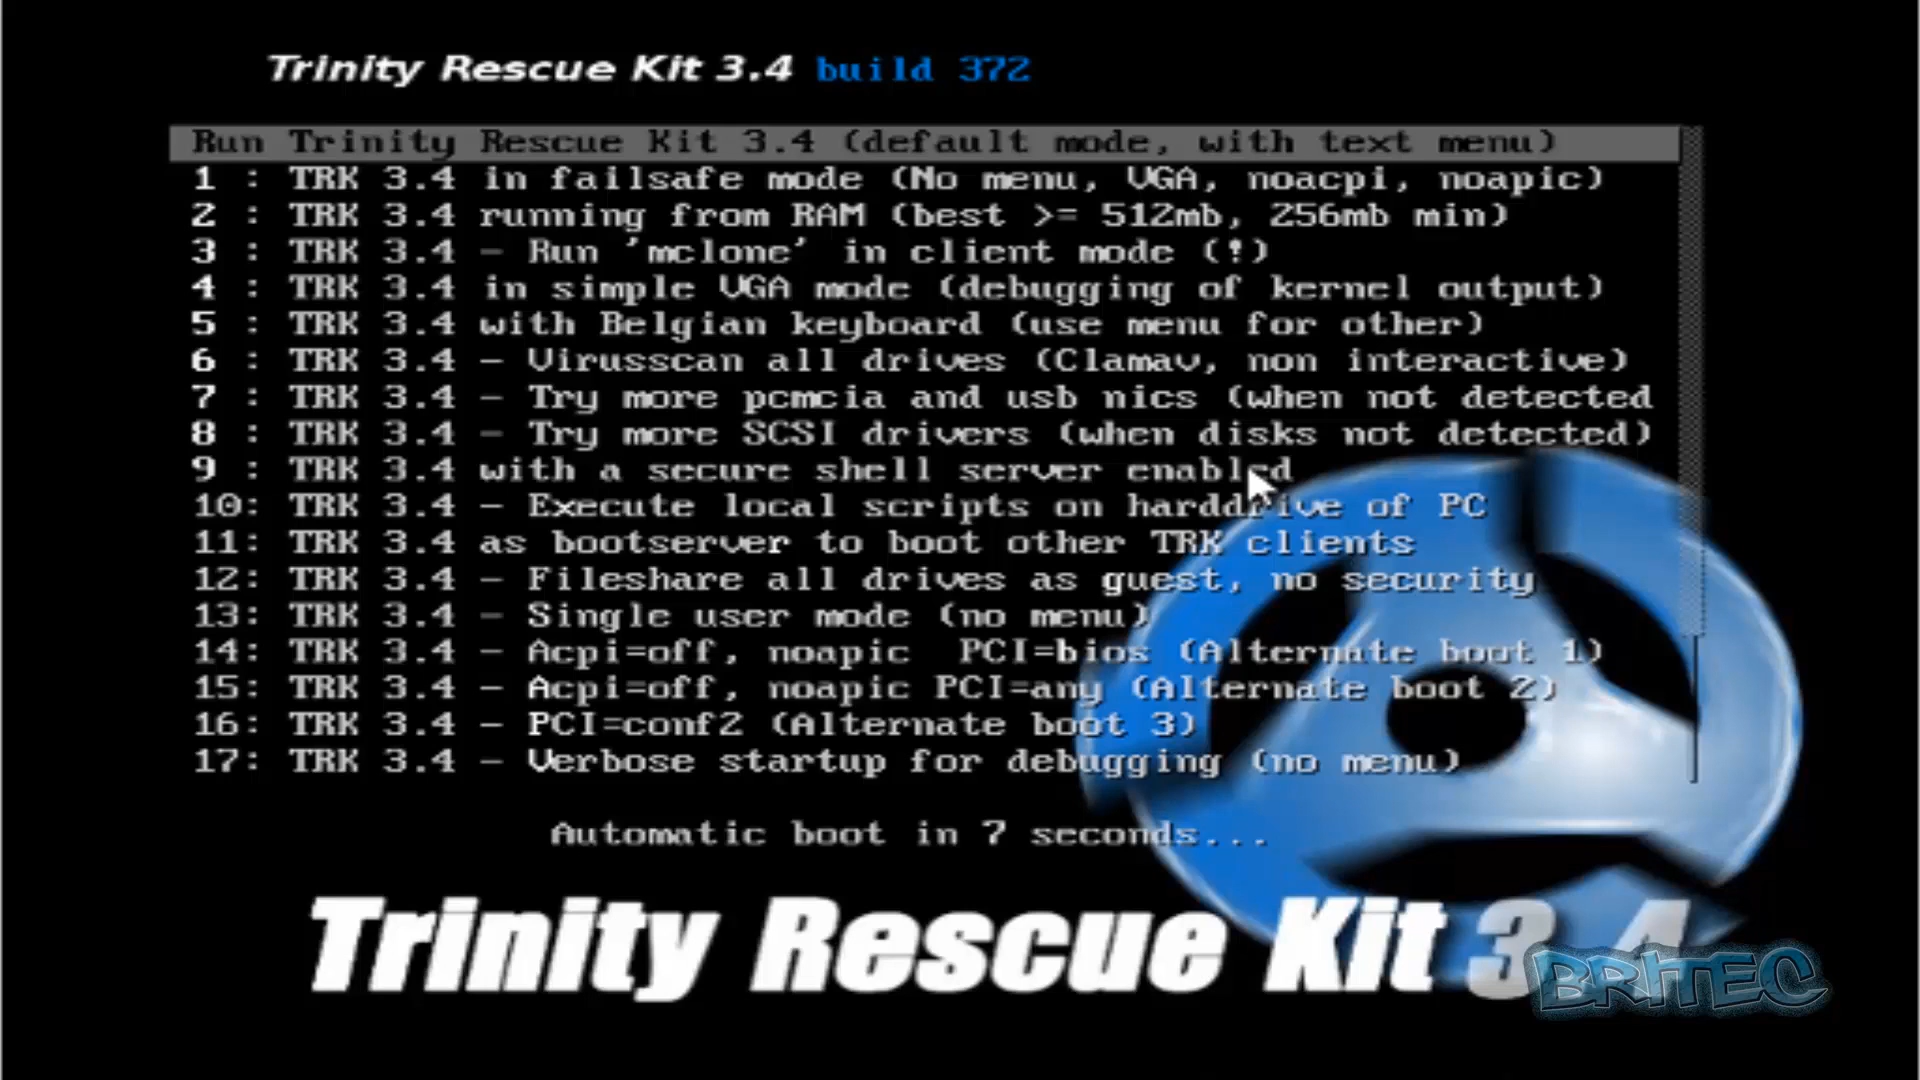 Trinity Rescue Kit 3.4 build 372
Run Trinity Rescue Kit 3.4 (default mode, with text menu)
1 : TRK 3.4 in failsafe mode (No menu, VGA, noacpi, noapic)
2 : TRK 3.4 running from RAM (best >= 512mb, 256mb min)
3 : TRK 3.4 - Run 'mclone' in client mode (!)
4 : TRK 3.4 in simple VGA mode (debugging of kernel output)
5 : TRK 3.4 with Belgian keyboard (use menu for other)
6 : TRK 3.4 - Virusscan all drives (Clamav, non interactive)
7 : TRK 3.4 - Try more pcmcia and usb nics (when not detected
8 : TRK 3.4 - Try more SCSI drivers (when disks not detected)
9 : TRK 3.4 with a secure shell server enabled
10: TRK 3.4 - Execute local scripts on harddrive of PC
11: TRK 3.4 as bootserver to boot other TRK clients
12: TRK 3.4 - Fileshare all drives as guest, no security
13: TRK 3.4 - Single user mode (no menu)
14: TRK 3.4 - Acpi=off, noapic  PCI=bios (Alternate boot 1)
15: TRK 3.4 - Acpi=off, noapic PCI=any (Alternate boot 2)
16: TRK 3.4 - PCI=conf2 (Alternate boot 3)
17: TRK 3.4 - Verbose startup for debugging (no menu)
Automatic boot in 7 seconds...
Trinity Rescue Kit 3.4
BRITEC